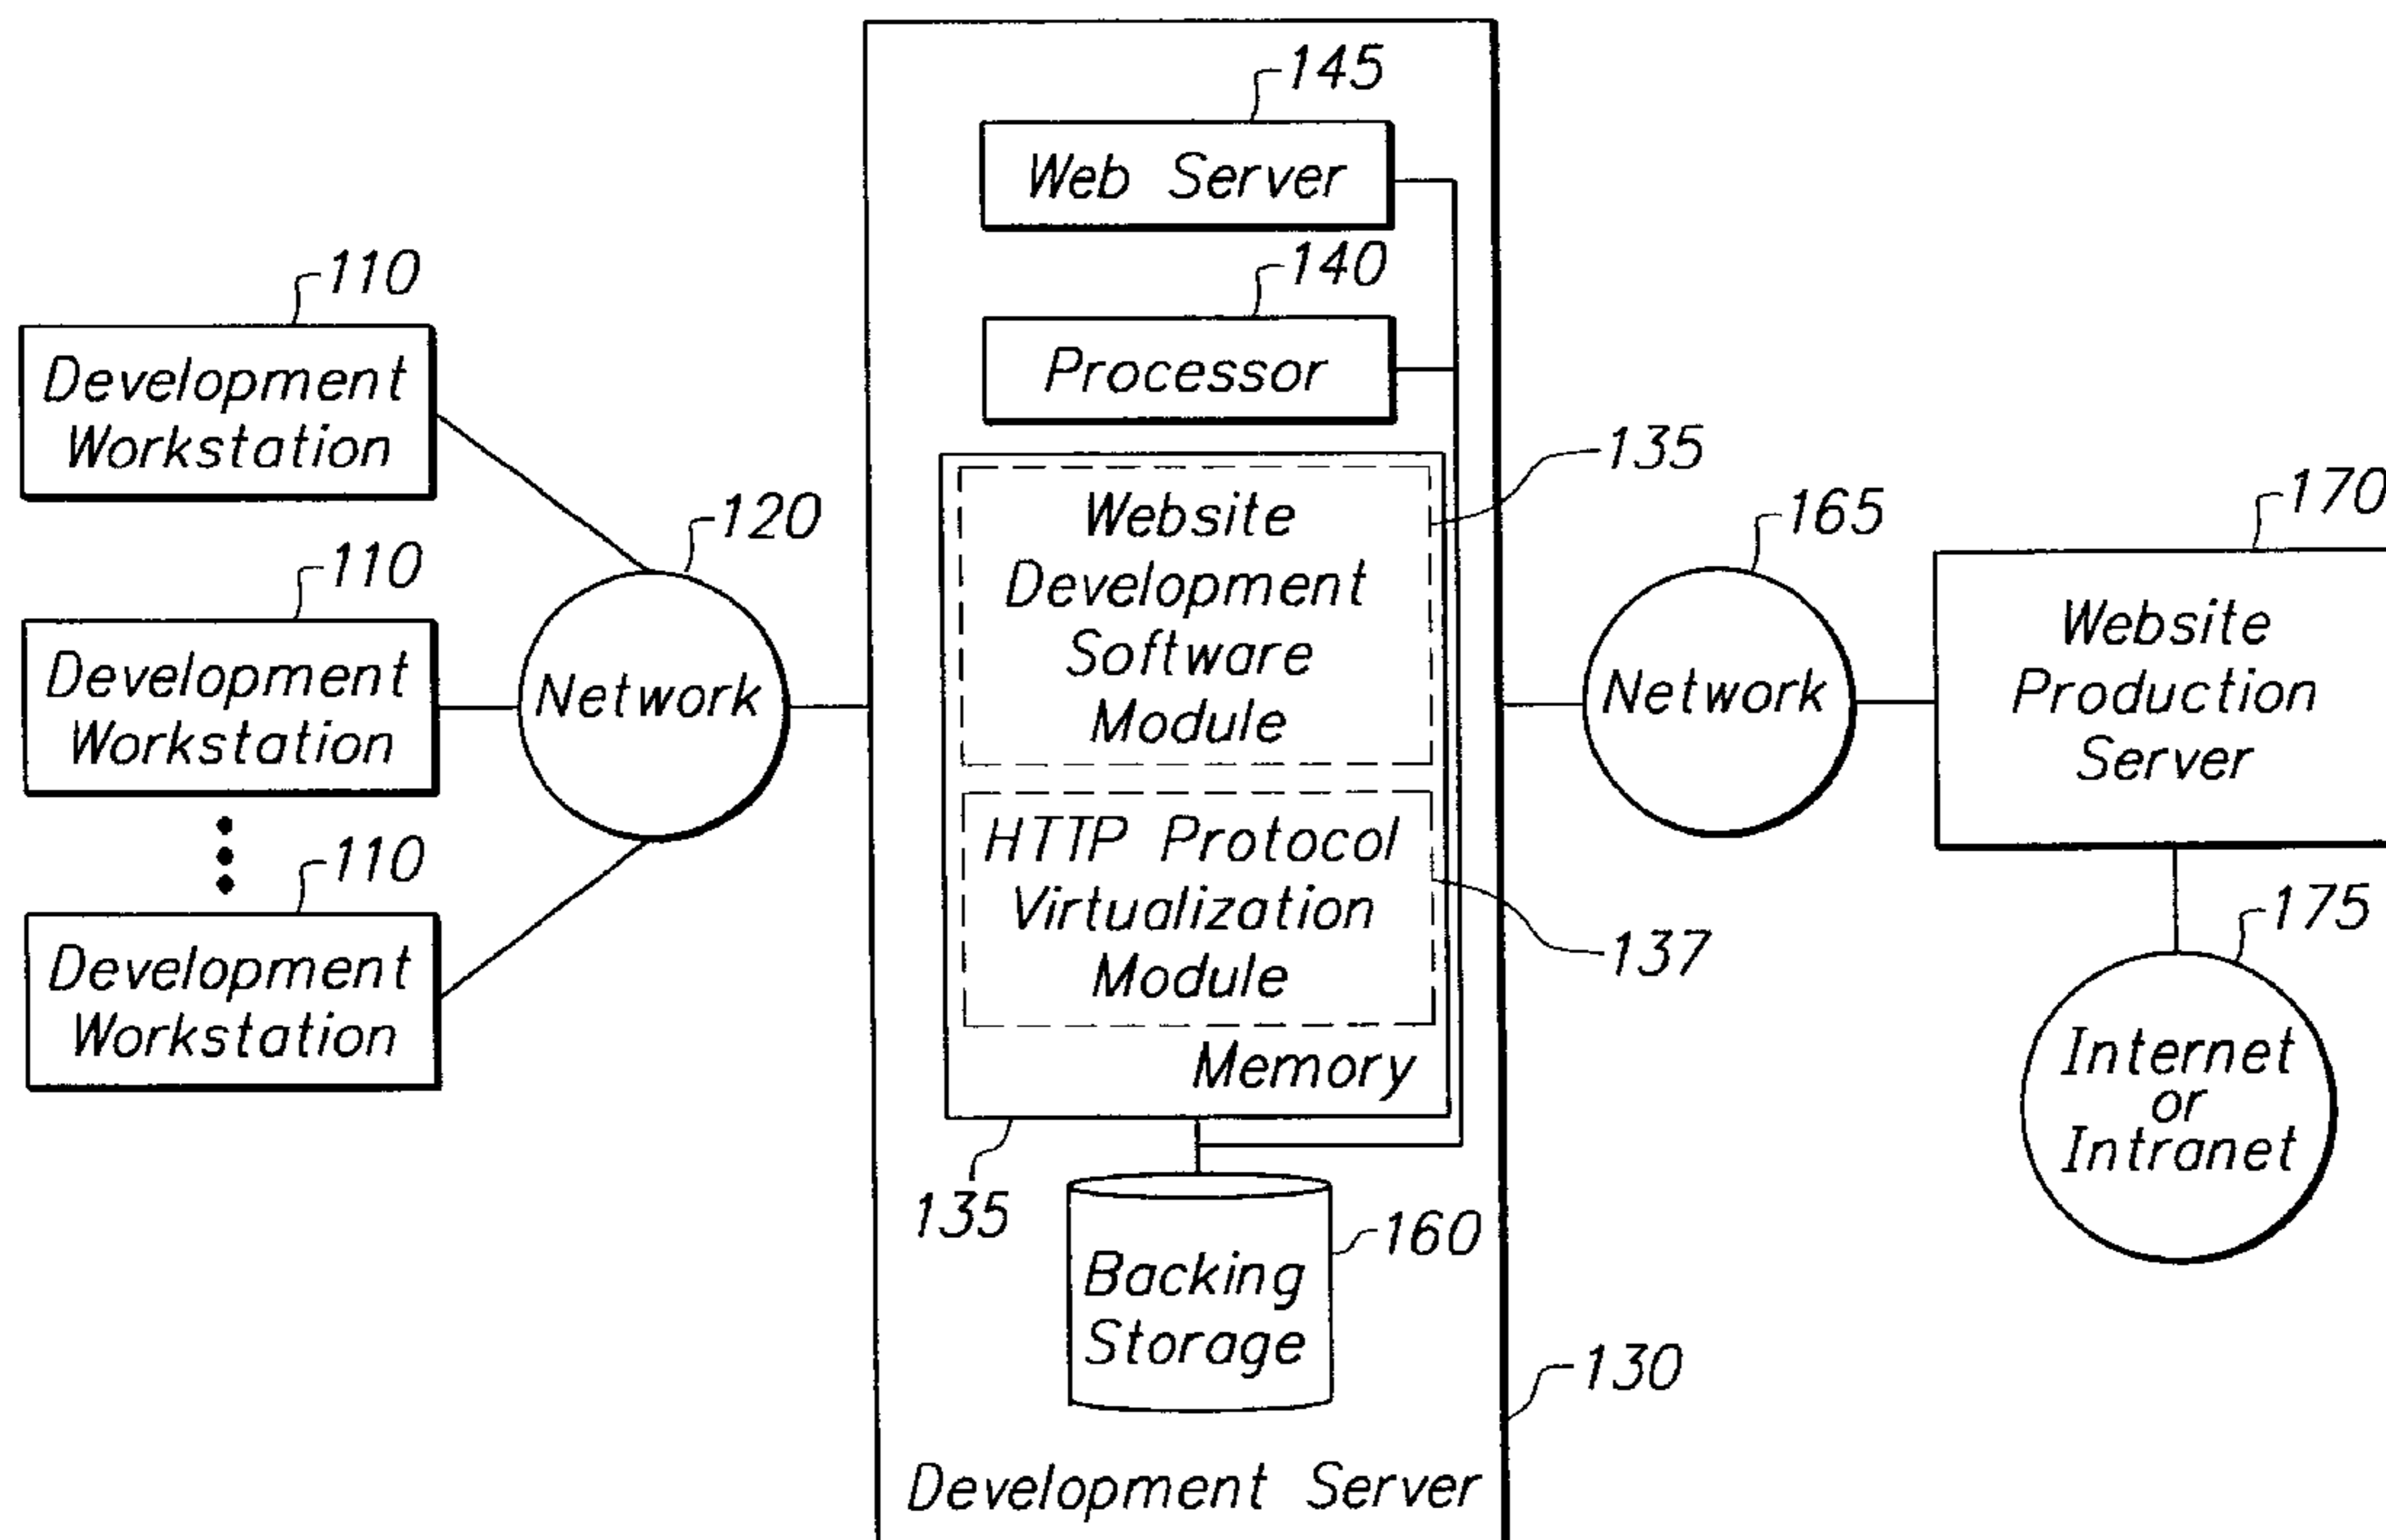 110
Development
Workstation
110
Development
Workstation
110
Development
Workstation
120
Network
145
Web Server
140
Processor
135
Website
Development
Software
Module
HTTP Protocol
Virtualization
Module
137
Memory
135
160
Backing
Storage
130
Development Server
165
Network
170
Website
Production
Server
175
Internet
or
Intranet